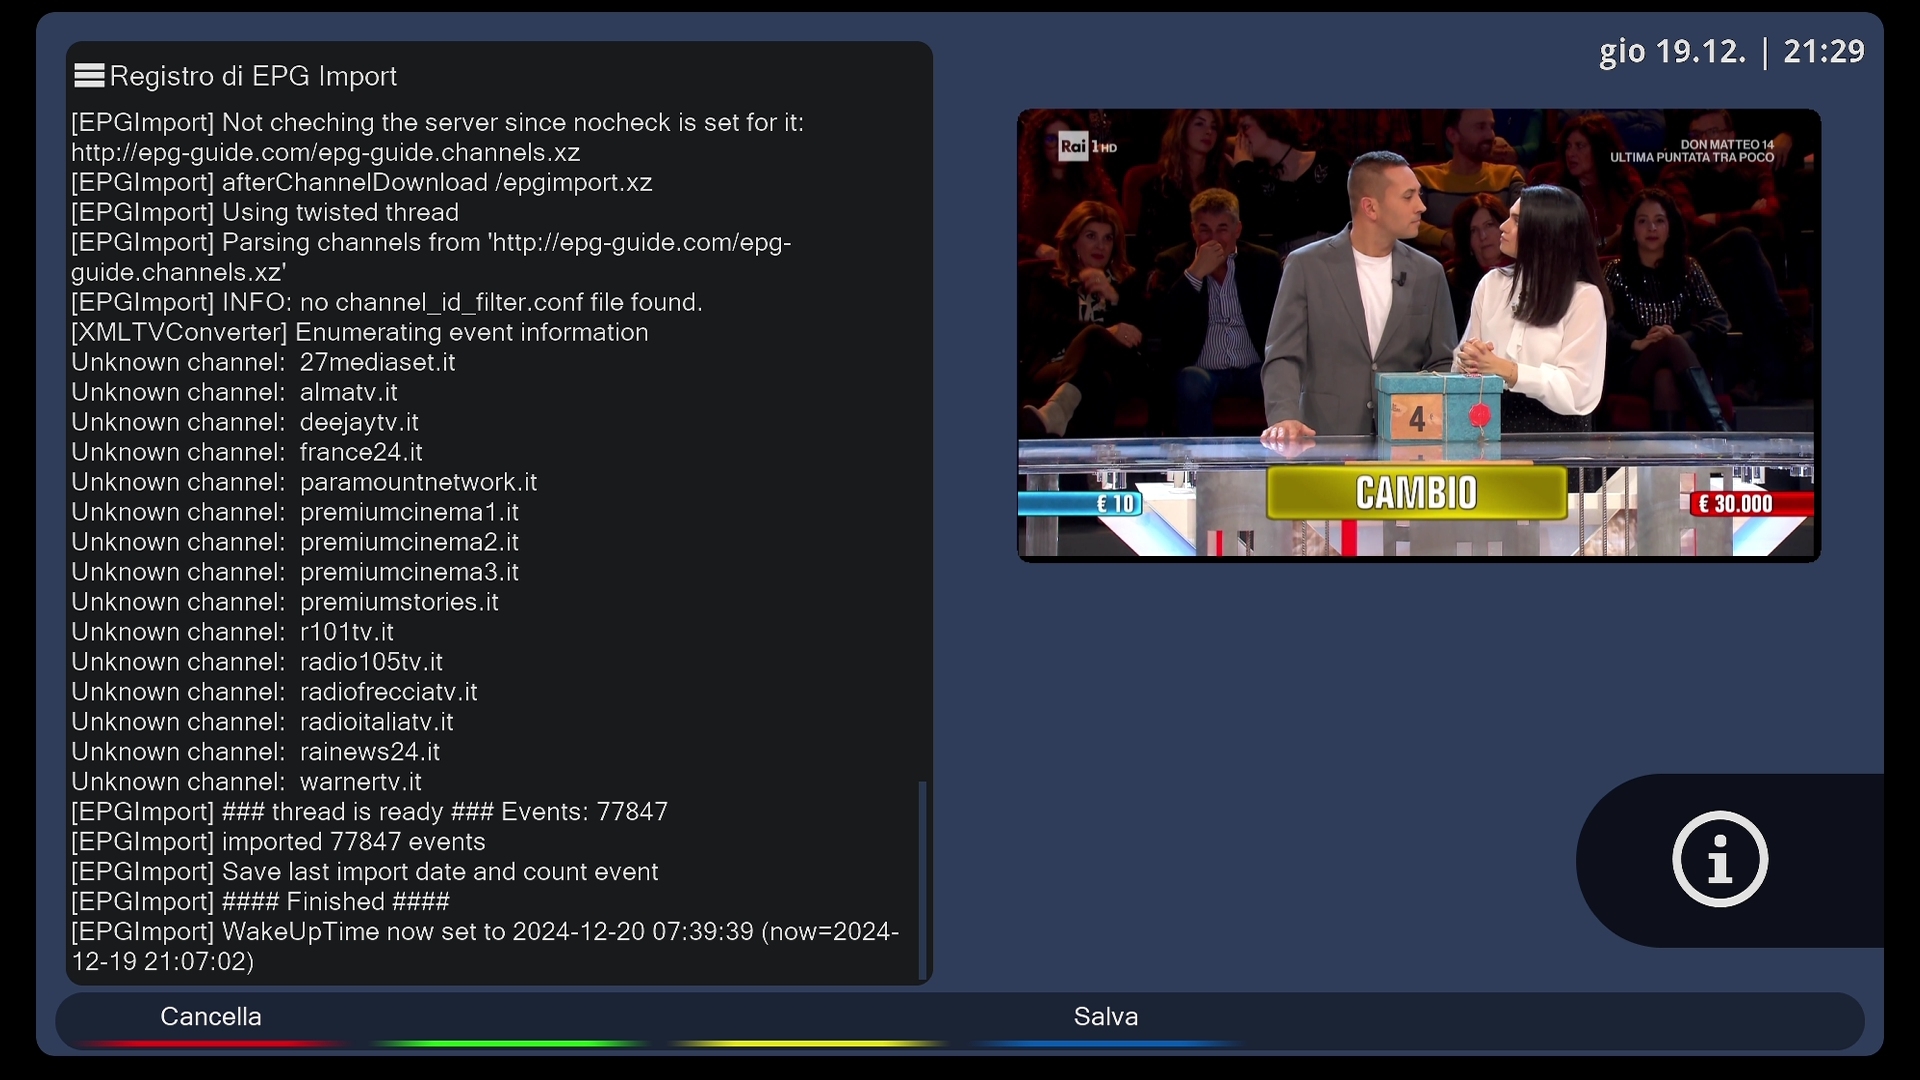 Registro di EPG Import
[EPGImport] Not cheching the server since nocheck is set for it:
http://epg-guide.com/epg-guide.channels.xz
[EPGImport] afterChannelDownload /epgimport.xz
[EPGImport] Using twisted thread
[EPGImport] Parsing channels from 'http://epg-guide.com/epg-
guide.channels.xz'
[EPGImport] INFO: no channel_id_filter.conf file found.
[XMLTVConverter] Enumerating event information
Unknown channel:  27mediaset.it
Unknown channel:  almatv.it
Unknown channel:  deejaytv.it
Unknown channel:  france24.it
Unknown channel:  paramountnetwork.it
Unknown channel:  premiumcinema1.it
Unknown channel:  premiumcinema2.it
Unknown channel:  premiumcinema3.it
Unknown channel:  premiumstories.it
Unknown channel:  r101tv.it
Unknown channel:  radio105tv.it
Unknown channel:  radiofrecciatv.it
Unknown channel:  radioitaliatv.it
Unknown channel:  rainews24.it
Unknown channel:  warnertv.it
[EPGImport] ### thread is ready ### Events: 77847
[EPGImport] imported 77847 events
[EPGImport] Save last import date and count event
[EPGImport] #### Finished ####
[EPGImport] WakeUpTime now set to 2024-12-20 07:39:39 (now=2024-
12-19 21:07:02)
gio 19.12. | 21:29
Rai 1 HD
DON MATTEO 14
ULTIMA PUNTATA TRA POCO
4
CAMBIO
€ 10
€ 30.000
Cancella
Salva